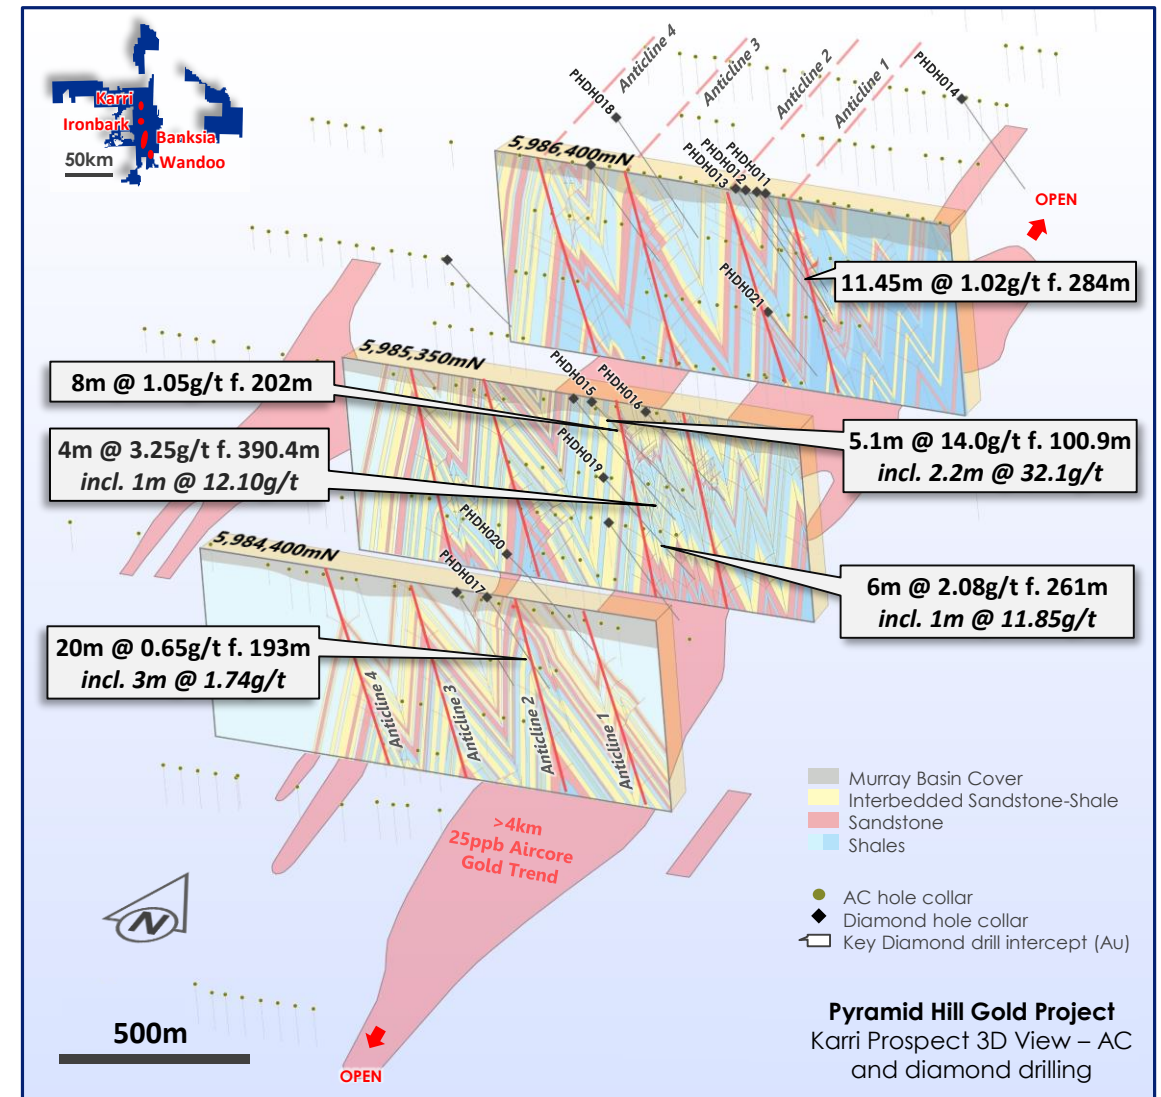 Karri
Ironbark
Banksia
Wandoo
50km
Anticline 4
Anticline 3
Anticline 2
Anticline 1
PHDH018
PHDH014
PHDH013
PHDH012
PHDH011
5,986,400mN
OPEN
11.45m @ 1.02g/t f. 284m
PHDH021
5,985,350mN
PHDH015
PHDH016
8m @ 1.05g/t f. 202m
5.1m @ 14.0g/t f. 100.9m
incl. 2.2m @ 32.1g/t
4m @ 3.25g/t f. 390.4m
incl. 1m @ 12.10g/t
PHDH019
PHDH020
5,984,400mN
PHDH017
6m @ 2.08g/t f. 261m
incl. 1m @ 11.85g/t
20m @ 0.65g/t f. 193m
incl. 3m @ 1.74g/t
Anticline 4
Anticline 3
Anticline 2
Anticline 1
>4km
25ppb Aircore
Gold Trend
Murray Basin Cover
Interbedded Sandstone-Shale
Sandstone
Shales
N
AC hole collar
Diamond hole collar
Key Diamond drill intercept (Au)
500m
OPEN
Pyramid Hill Gold Project
Karri Prospect 3D View – AC
and diamond drilling